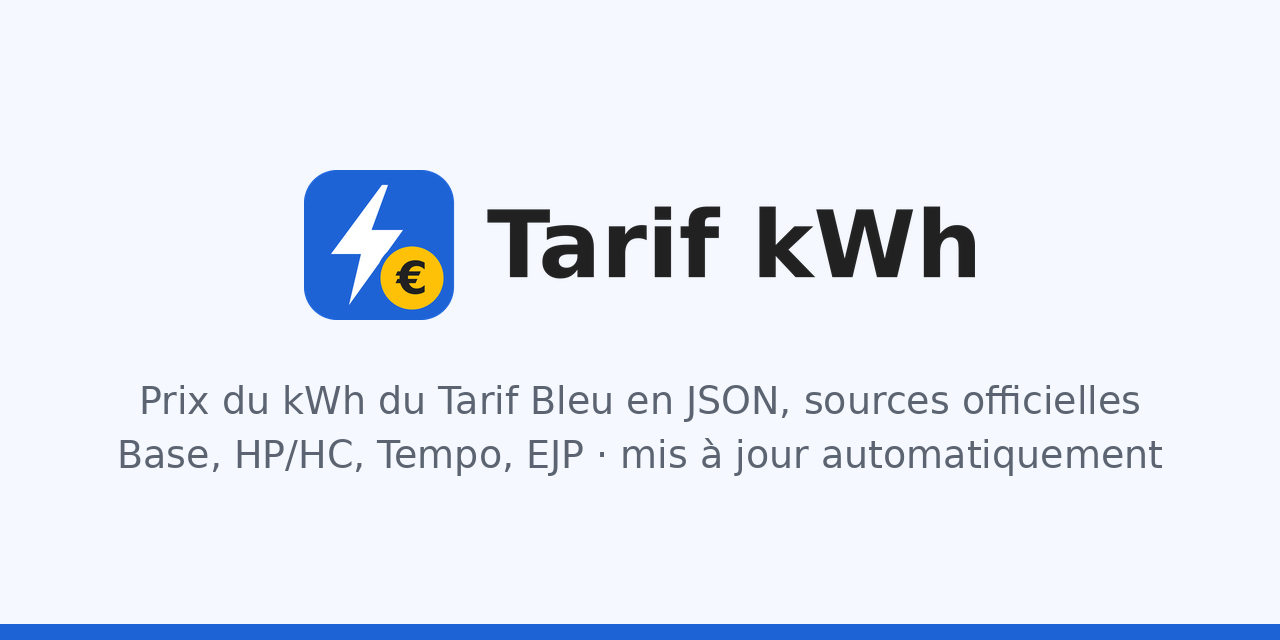 €
Tarif kWh
Prix du kWh du Tarif Bleu en JSON, sources officielles
Base, HP/HC, Tempo, EJP · mis à jour automatiquement